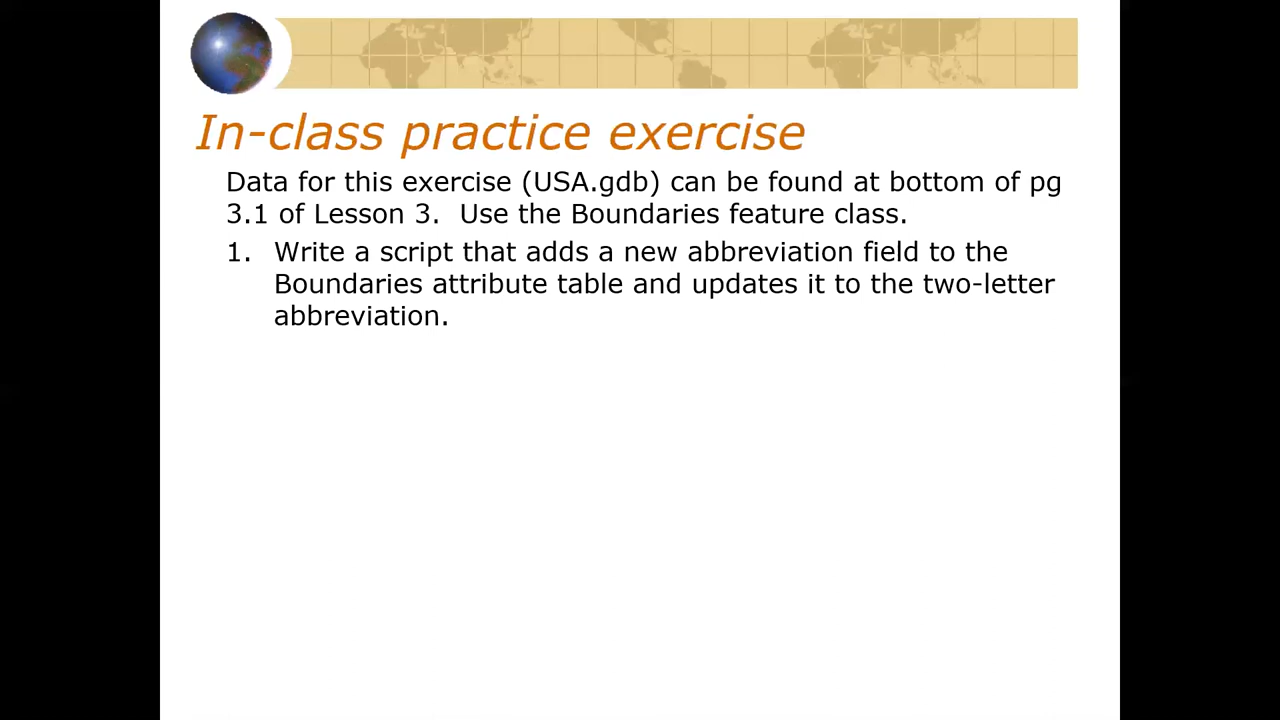 In-class practice exercise
Data for this exercise (USA.gdb) can be found at bottom of pg
3.1 of Lesson 3.  Use the Boundaries feature class.
1. Write a script that adds a new abbreviation field to the
Boundaries attribute table and updates it to the two-letter
abbreviation.